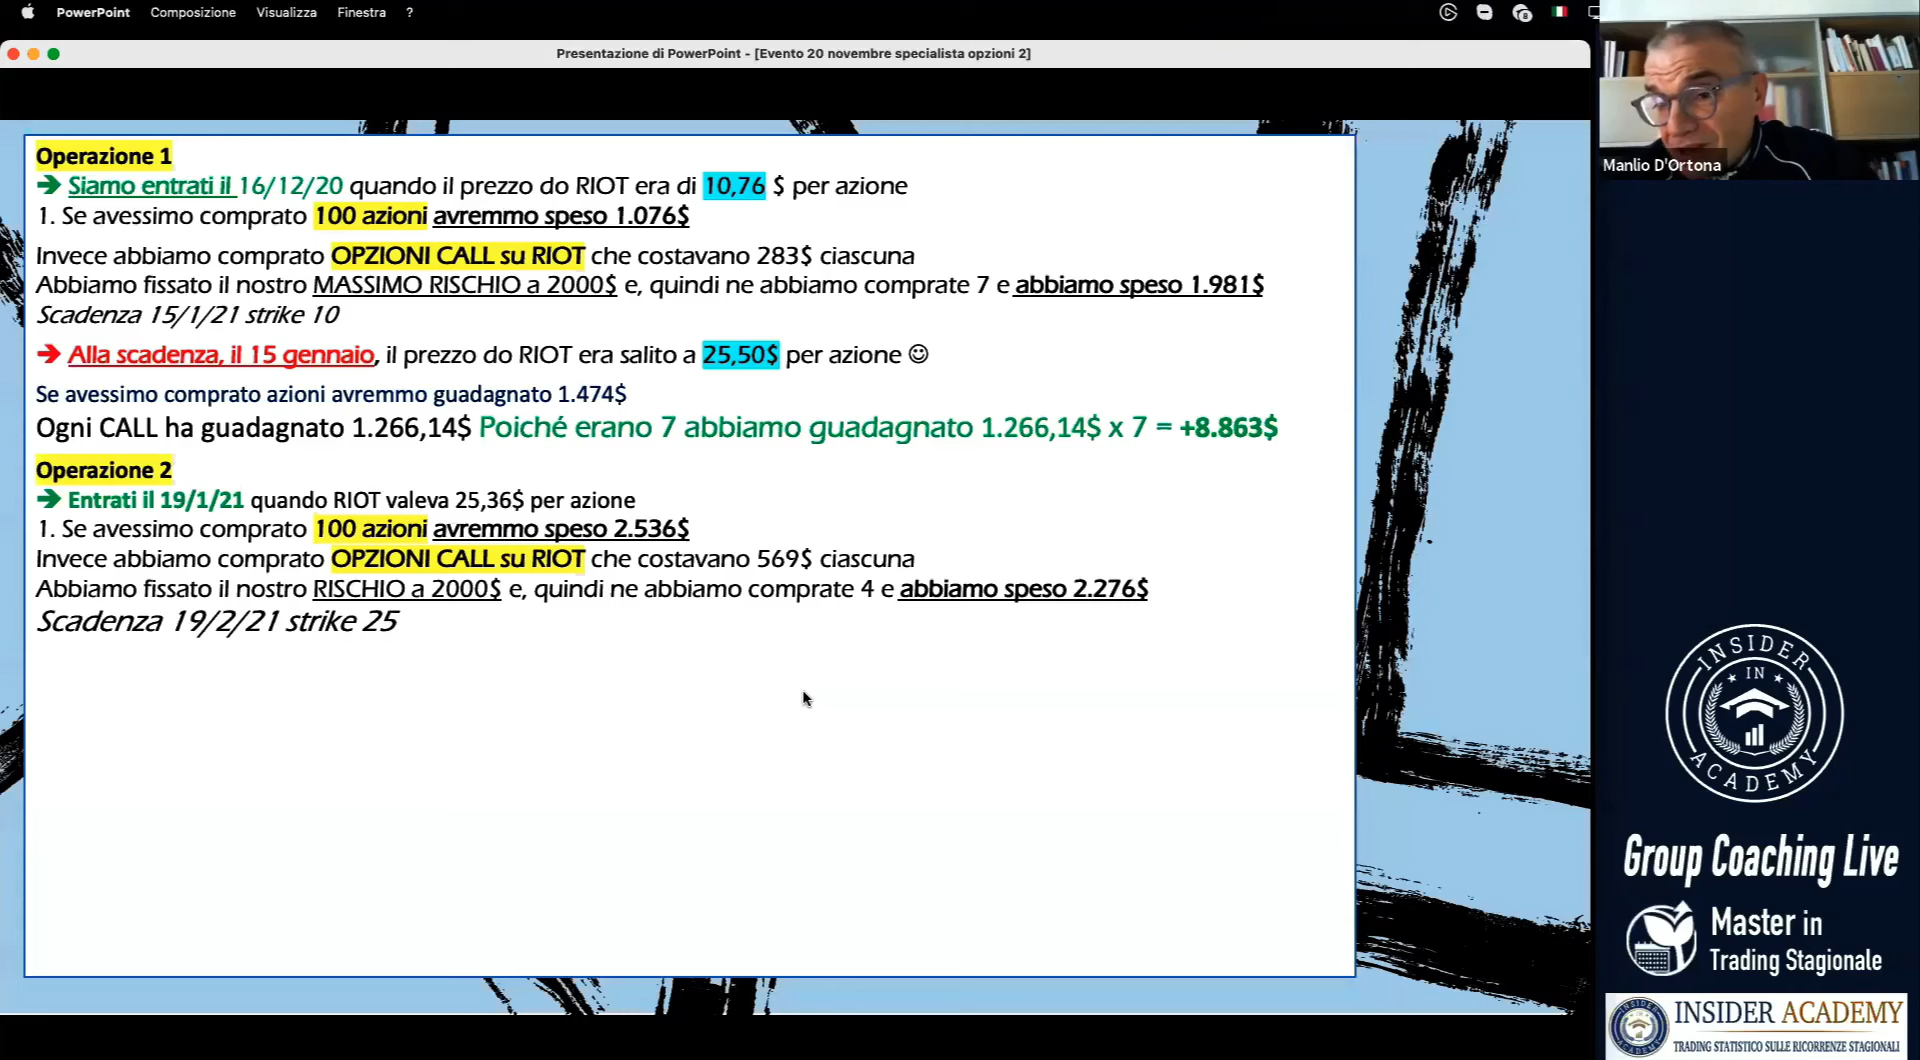 PowerPoint Composizione Visualizza Finestra ?
Presentazione di PowerPoint - [Evento 20 novembre specialista opzioni 2]
Manlio D'Ortona
Operazione 1
➔ Siamo entrati il 16/12/20 quando il prezzo do RIOT era di 10,76 $ per azione
1. Se avessimo comprato 100 azioni avremmo speso 1.076$
Invece abbiamo comprato OPZIONI CALL su RIOT che costavano 283$ ciascuna
Abbiamo fissato il nostro MASSIMO RISCHIO a 2000$ e, quindi ne abbiamo comprate 7 e abbiamo speso 1.981$
Scadenza 15/1/21 strike 10
➔ Alla scadenza, il 15 gennaio, il prezzo do RIOT era salito a 25,50$ per azione ☺
Se avessimo comprato azioni avremmo guadagnato 1.474$
Ogni CALL ha guadagnato 1.266,14$ Poiché erano 7 abbiamo guadagnato 1.266,14$ x 7 = +8.863$
Operazione 2
➔ Entrati il 19/1/21 quando RIOT valeva 25,36$ per azione
1. Se avessimo comprato 100 azioni avremmo speso 2.536$
Invece abbiamo comprato OPZIONI CALL su RIOT che costavano 569$ ciascuna
Abbiamo fissato il nostro RISCHIO a 2000$ e, quindi ne abbiamo comprate 4 e abbiamo speso 2.276$
Scadenza 19/2/21 strike 25
INSIDER
IN
ACADEMY
Group Coaching Live
Master in
Trading Stagionale
INSIDER ACADEMY
TRADING STATISTICO SULLE RICORRENZE STAGIONALI